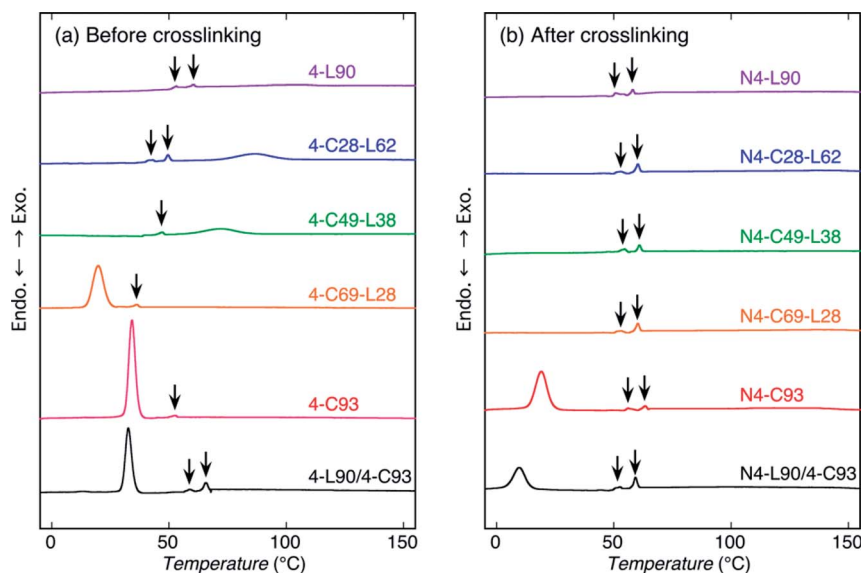 (a) Before crosslinking
4-L90
4-C28-L62
4-C49-L38
4-C69-L28
4-C93
4-L90/4-C93
Endo. ← → Exo.
0 50 100 150
Temperature (°C)
(b) After crosslinking
N4-L90
N4-C28-L62
N4-C49-L38
N4-C69-L28
N4-C93
N4-L90/4-C93
Endo. ← → Exo.
0 50 100 150
Temperature (°C)